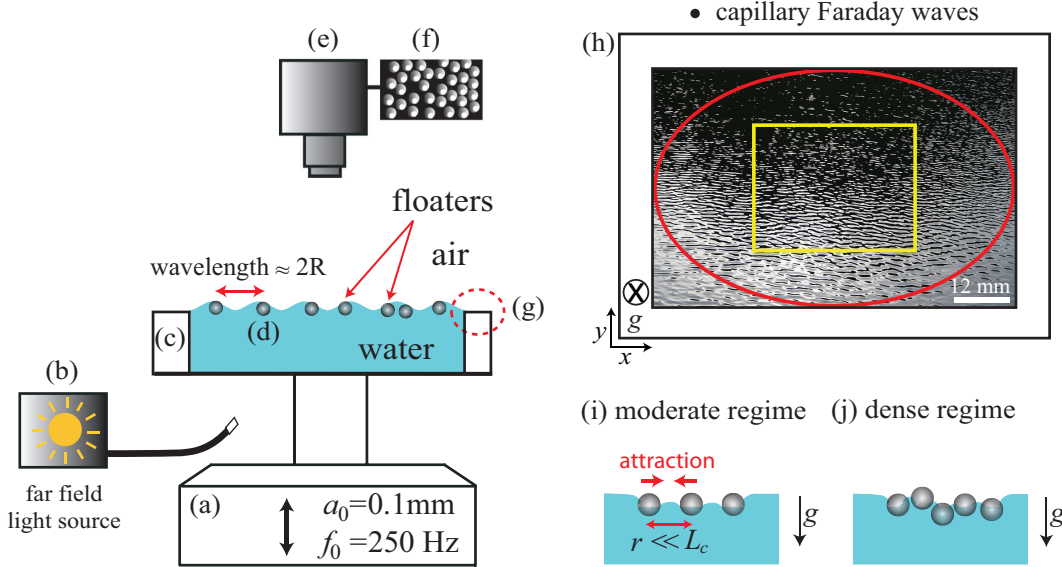 (e)
(f)
floaters
air
wavelength ≈ 2R
(g)
(c)
(d)
water
(b)
far field
light source
(a)
a₀=0.1mm
f₀ =250 Hz
• capillary Faraday waves
(h)
12 mm
g
y
x
(i) moderate regime
attraction
r ≪ L_c
g
(j) dense regime
g